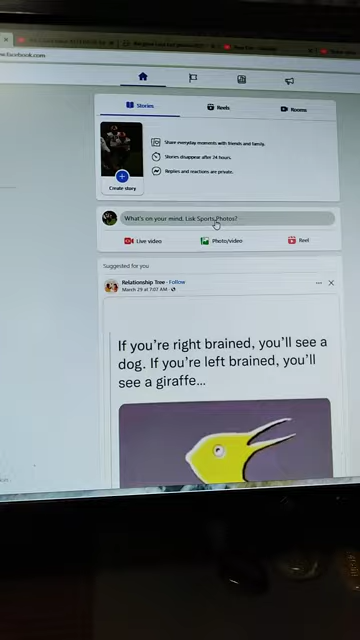 www.facebook.com
Stories
Reels
Rooms
Share everyday moments with friends and family.
Stories disappear after 24 hours.
Replies and reactions are private.
Create story
What's on your mind, Lisk Sports Photos?
Live video
Photo/video
Reel
Suggested for you
Relationship Tree · Follow
March 29 at 7:07 AM ·
If you're right brained, you'll see a
dog. If you're left brained, you'll
see a giraffe...